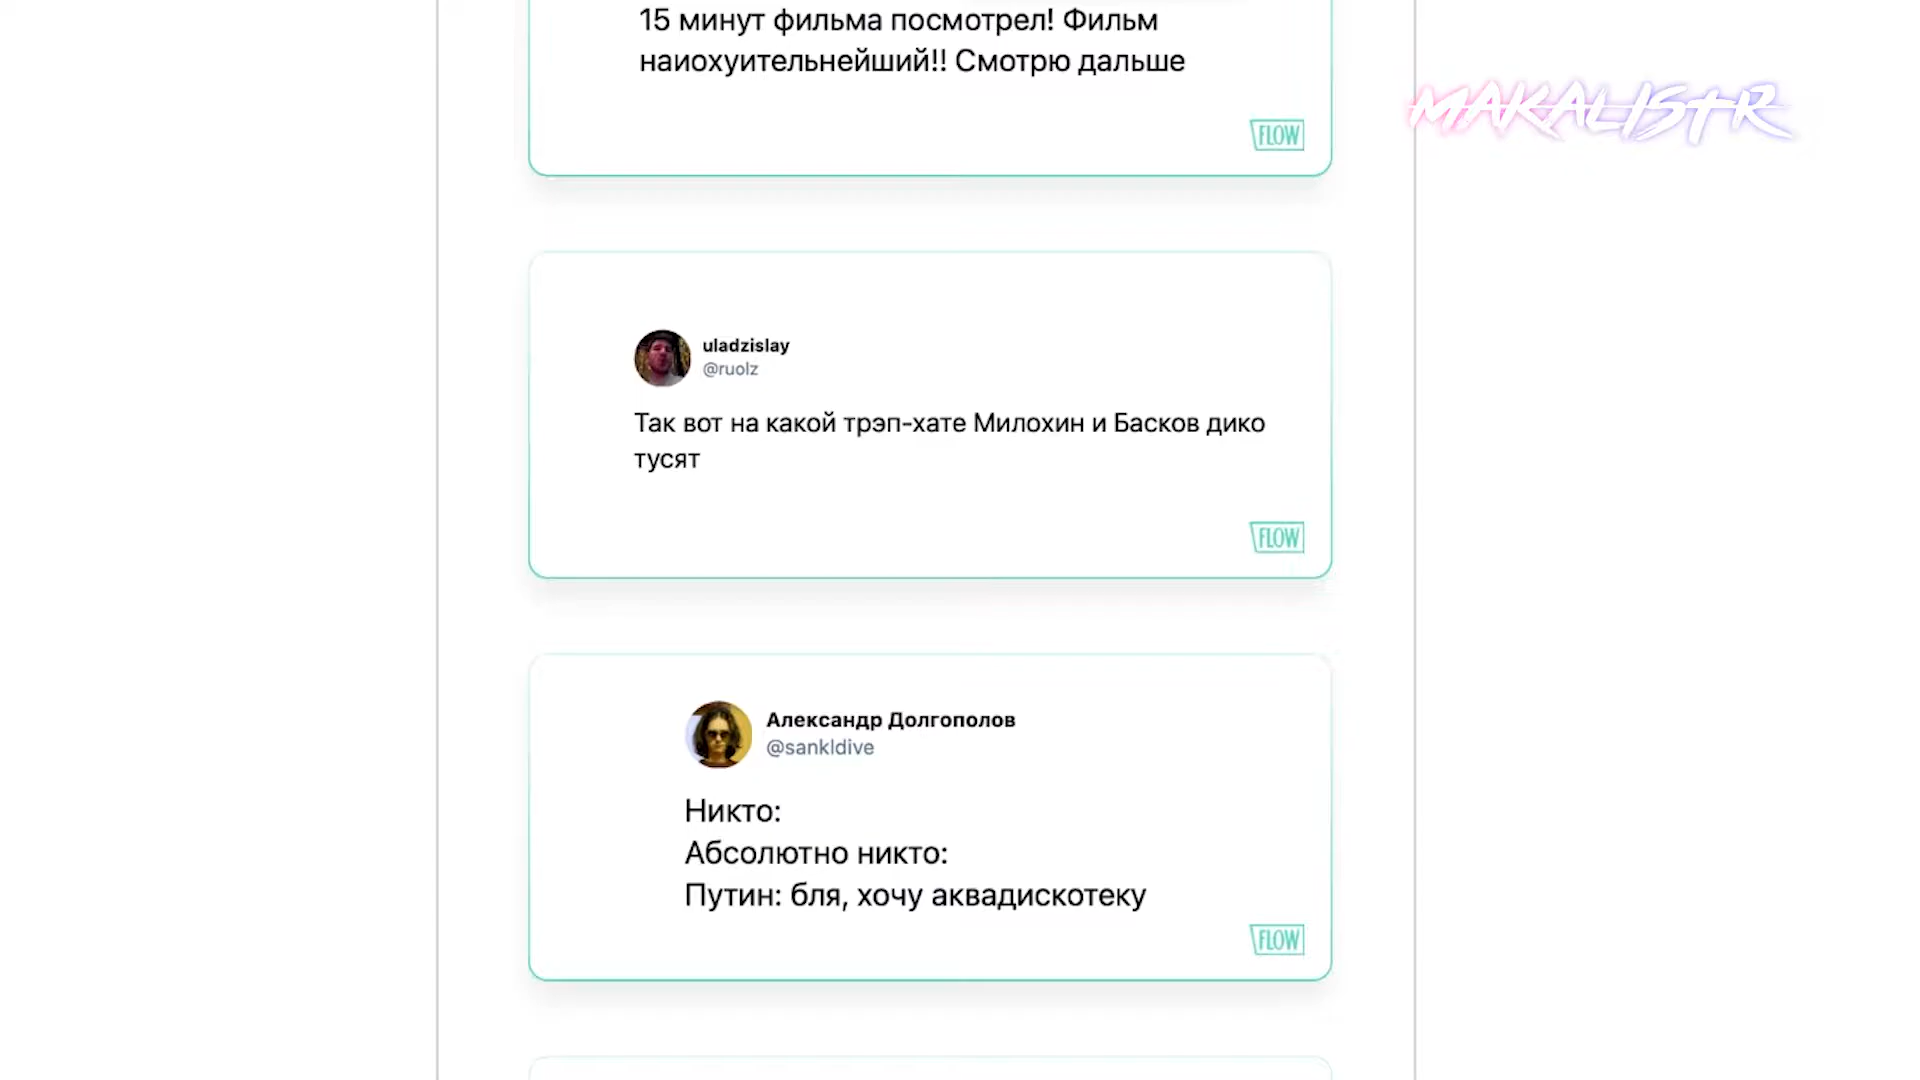 15 минут фильма посмотрел! Фильм
наиохуительнейший!! Смотрю дальше
MAKALISTR
FLOW
uladzislay
@ruolz
Так вот на какой трэп-хате Милохин и Басков дико
тусят
FLOW
Александр Долгополов
@sankldive
Никто:
Абсолютно никто:
Путин: бля, хочу аквадискотеку
FLOW